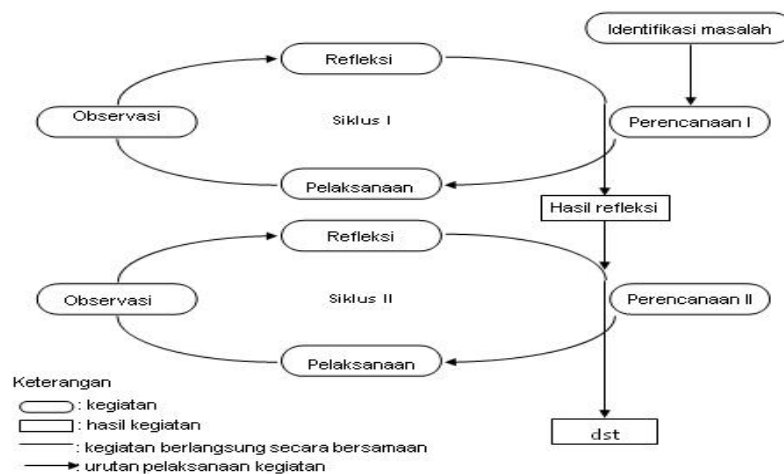 Identifikasi masalah
Refleksi
Observasi
Siklus I
Perencanaan I
Pelaksanaan
Hasil refleksi
Refleksi
Observasi
Siklus II
Perencanaan II
Pelaksanaan
Keterangan
: kegiatan
: hasil kegiatan
: kegiatan berlangsung secara bersamaan
: urutan pelaksanaan kegiatan
dst